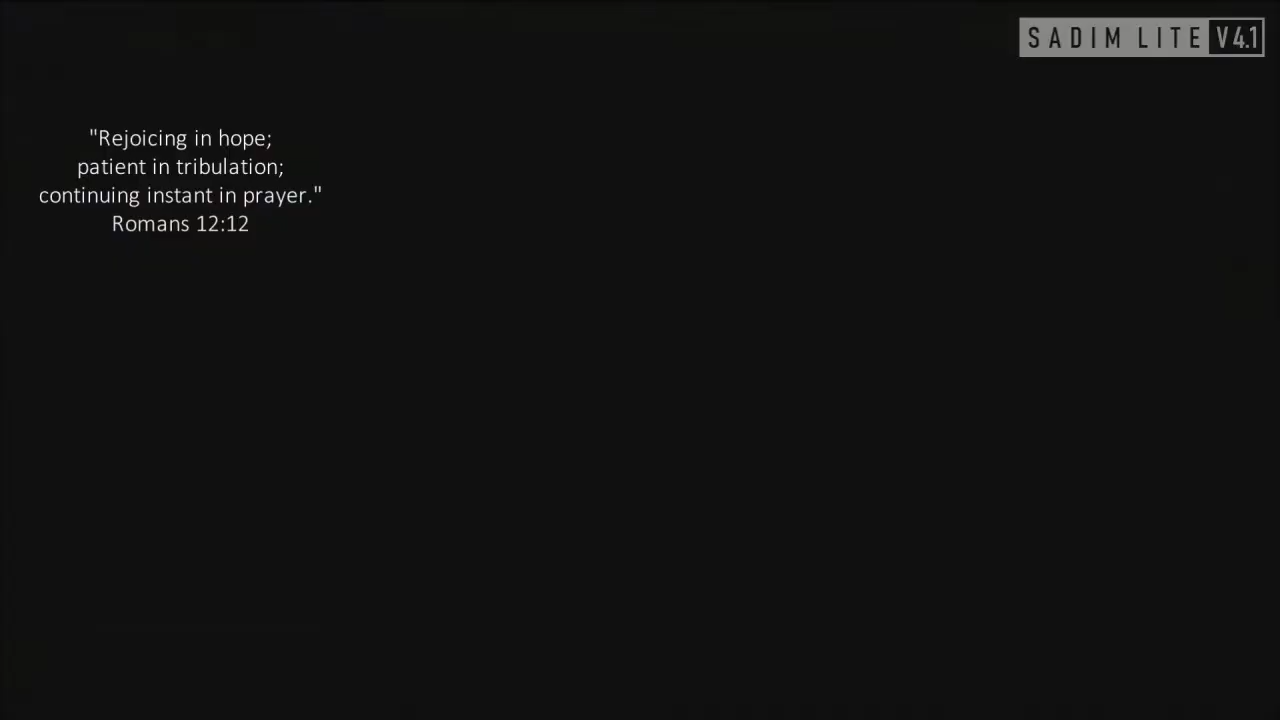 SADIM LITE V4.1
"Rejoicing in hope;
patient in tribulation;
continuing instant in prayer."
Romans 12:12